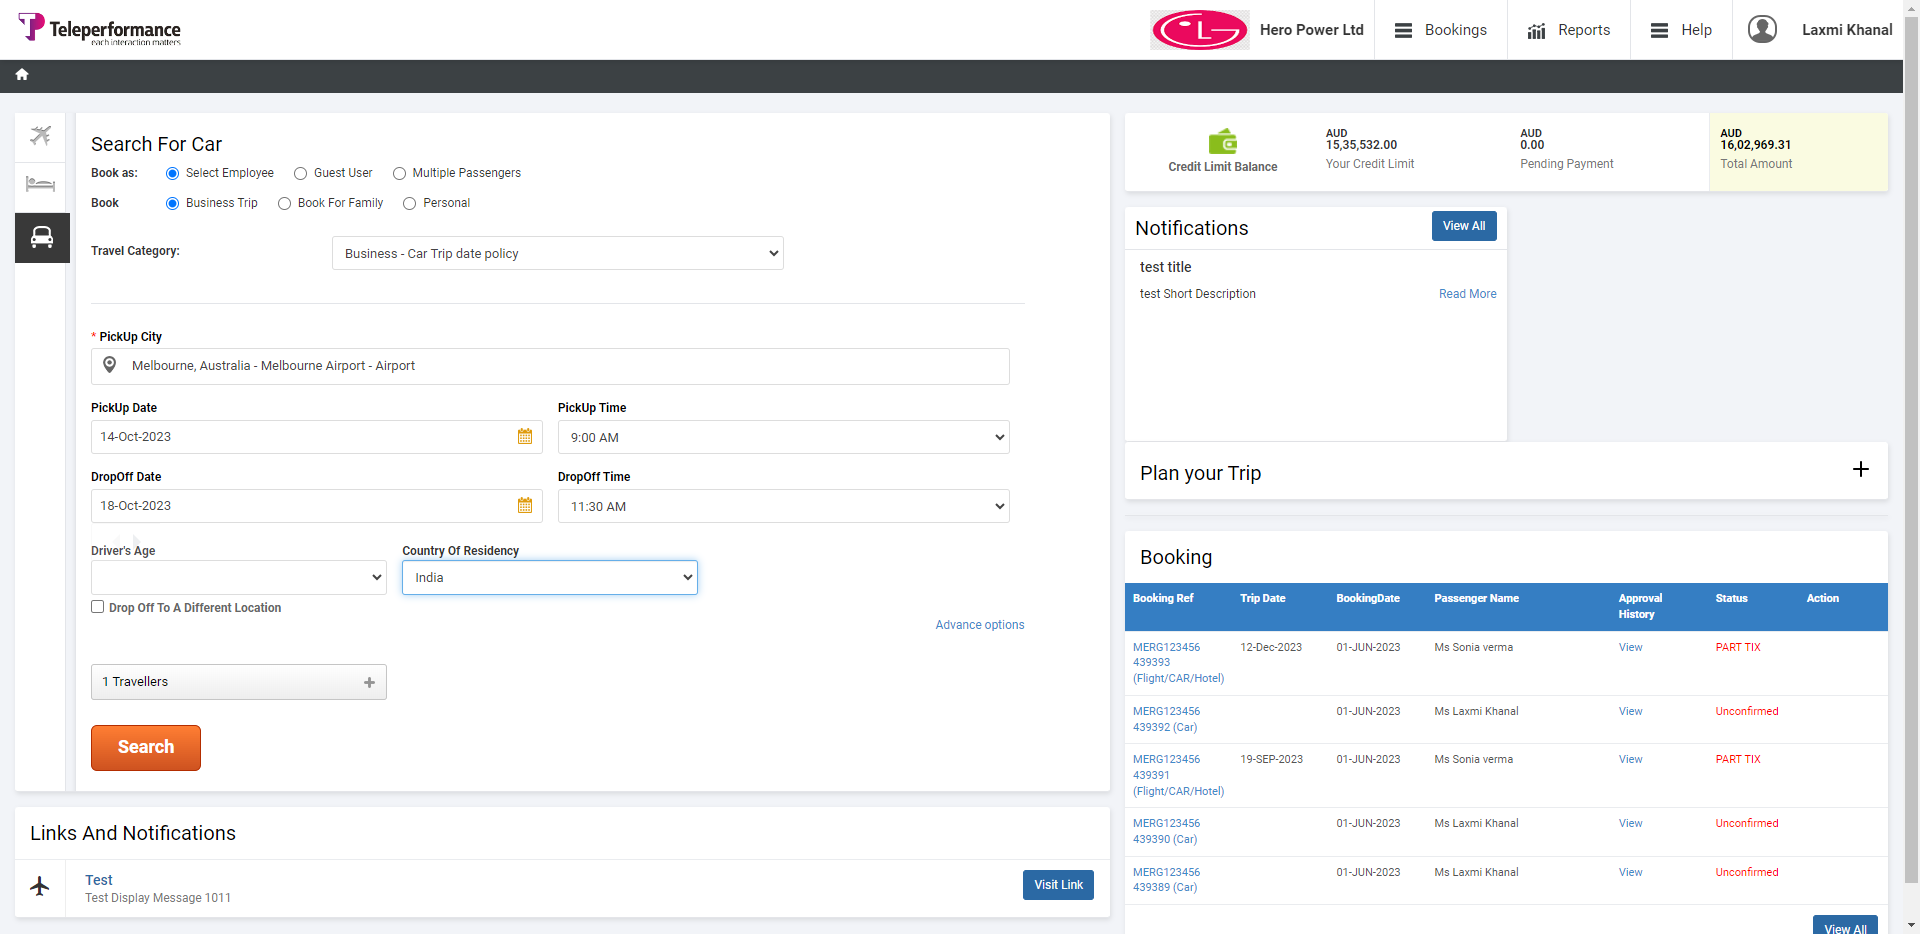 Teleperformance
each interaction matters
LG
Hero Power Ltd
Bookings
Reports
Help
Laxmi Khanal
Search For Car
Book as: Select Employee Guest User Multiple Passengers
Book Business Trip Book For Family Personal
Travel Category: Business - Car Trip date policy
* PickUp City
Melbourne, Australia - Melbourne Airport - Airport
PickUp Date PickUp Time
14-Oct-2023 9:00 AM
DropOff Date DropOff Time
18-Oct-2023 11:30 AM
Driver's Age Country Of Residency
India
Drop Off To A Different Location
Advance options
1 Travellers
Search
Links And Notifications
Test
Test Display Message 1011
Visit Link
Credit Limit Balance
AUD
15,35,532.00
Your Credit Limit
AUD
0.00
Pending Payment
AUD
16,02,969.31
Total Amount
Notifications View All
test title
test Short Description Read More
Plan your Trip
Booking
Booking Ref Trip Date BookingDate Passenger Name Approval History Status Action
MERG123456 12-Dec-2023 01-JUN-2023 Ms Sonia verma View PART TIX
439393
(Flight/CAR/Hotel)
MERG123456 01-JUN-2023 Ms Laxmi Khanal View Unconfirmed
439392 (Car)
MERG123456 19-SEP-2023 01-JUN-2023 Ms Sonia verma View PART TIX
439391
(Flight/CAR/Hotel)
MERG123456 01-JUN-2023 Ms Laxmi Khanal View Unconfirmed
439390 (Car)
MERG123456 01-JUN-2023 Ms Laxmi Khanal View Unconfirmed
439389 (Car)
View All